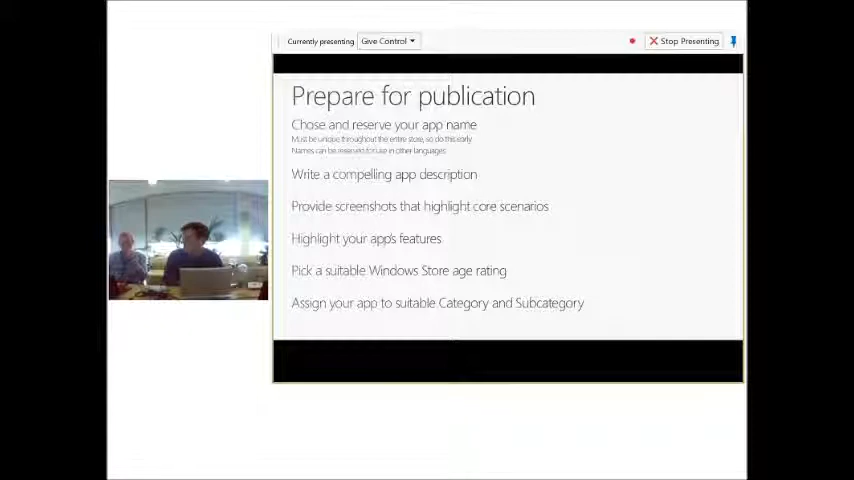 Currently presenting Give Control
Stop Presenting
Prepare for publication
Chose and reserve your app name
Must be unique throughout the entire store, so do this early
Names can be reserved for use in other languages
Write a compelling app description
Provide screenshots that highlight core scenarios
Highlight your app's features
Pick a suitable Windows Store age rating
Assign your app to suitable Category and Subcategory